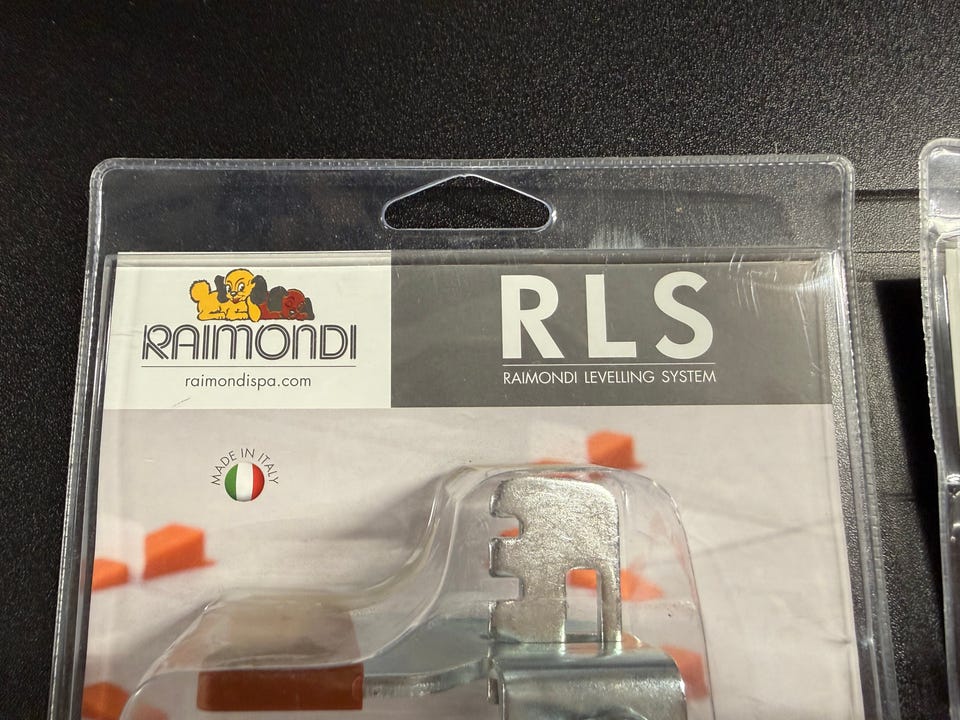 RAIMONDI
raimondispa.com
RLS
RAIMONDI LEVELLING SYSTEM
MADE IN ITALY